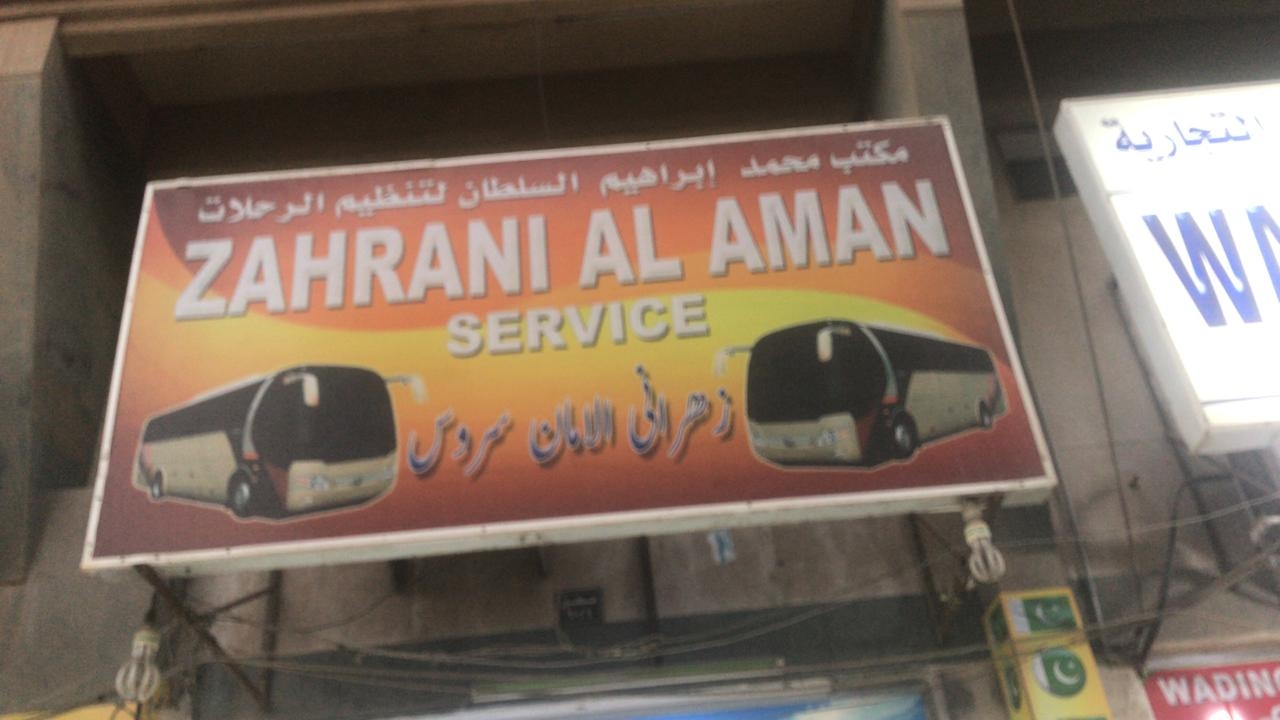 مكتب محمد إبراهيم السلطان لتنظيم الرحلات
ZAHRANI AL AMAN
SERVICE
زهرانی الامان سروس
التجارية
WADING